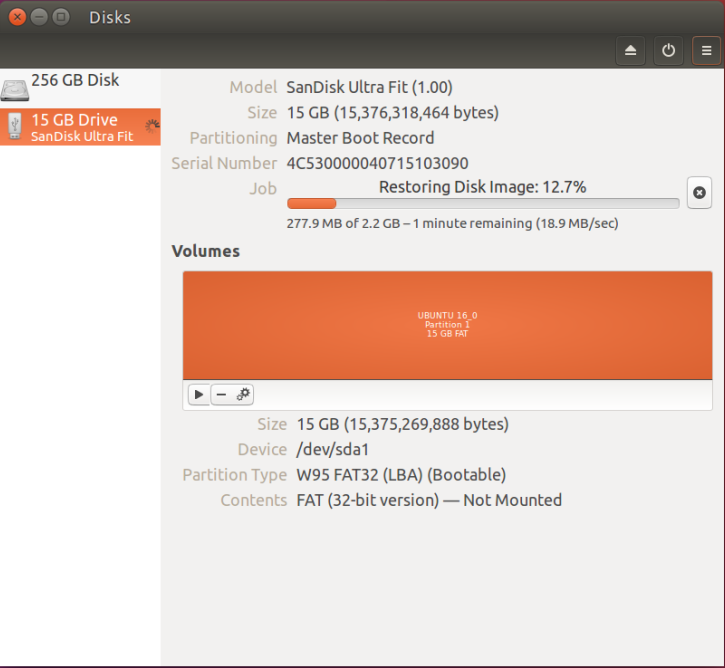 Disks
256 GB Disk
15 GB Drive
SanDisk Ultra Fit
Model SanDisk Ultra Fit (1.00)
Size 15 GB (15,376,318,464 bytes)
Partitioning Master Boot Record
Serial Number 4C530000040715103090
Job Restoring Disk Image: 12.7%
277.9 MB of 2.2 GB – 1 minute remaining (18.9 MB/sec)
Volumes
UBUNTU 16_0
Partition 1
15 GB FAT
Size 15 GB (15,375,269,888 bytes)
Device /dev/sda1
Partition Type W95 FAT32 (LBA) (Bootable)
Contents FAT (32-bit version) — Not Mounted